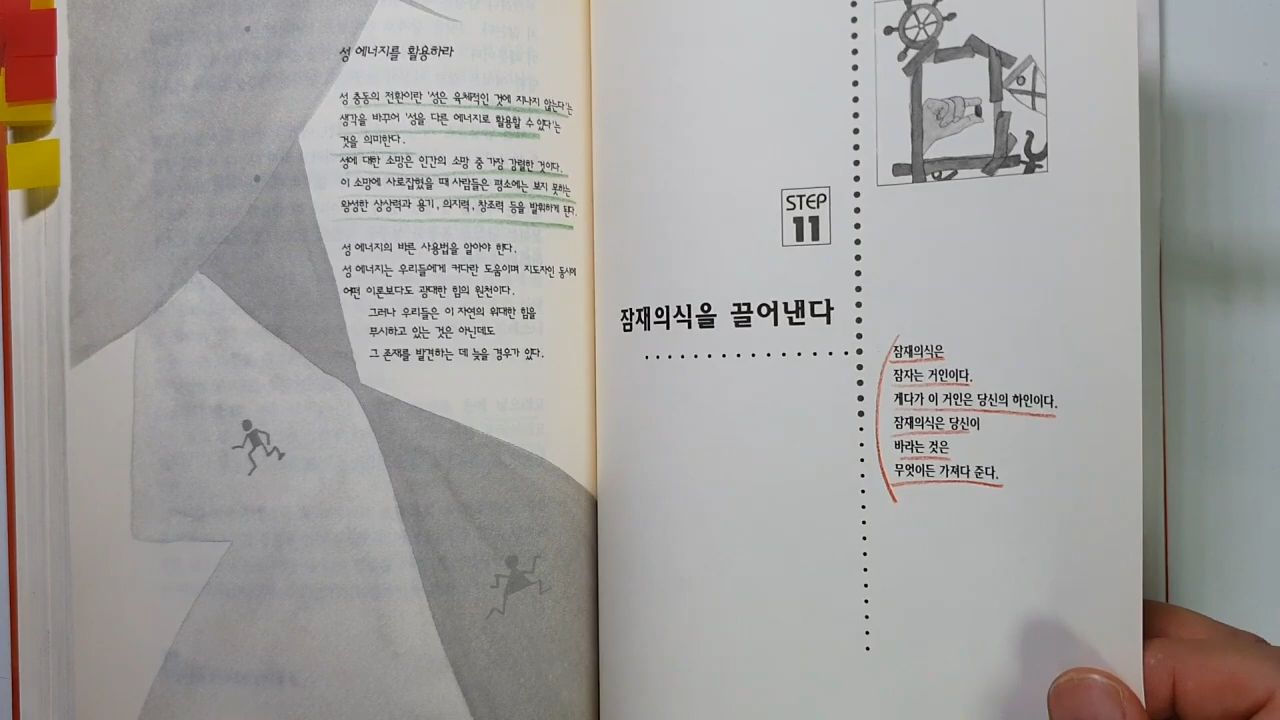 성 에너지를 활용하라
성 충동의 전환이란 '성은 육체적인 것에 지나지 않는다'는
생각을 바꾸어 '성을 다른 에너지로 활용할 수 있다'는
것을 의미한다.
성에 대한 소망은 인간의 소망 중 가장 강렬한 것이다.
이 소망에 사로잡혔을 때 사람들은 평소에는 보지 못하는
왕성한 상상력과 용기, 의지력, 창조력 등을 발휘하게 된다.
성 에너지의 바른 사용법을 알아야 한다.
성 에너지는 우리들에게 커다란 도움이며 지도자인 동시에
어떤 이론보다도 광대한 힘의 원천이다.
그러나 우리들은 이 자연의 위대한 힘을
무시하고 있는 것은 아닌데도
그 존재를 발견하는 데 늦을 경우가 있다.
STEP
11
잠재의식을 끌어낸다
잠재의식은
잠자는 거인이다.
게다가 이 거인은 당신의 하인이다.
잠재의식은 당신이
바라는 것은
무엇이든 가져다 준다.